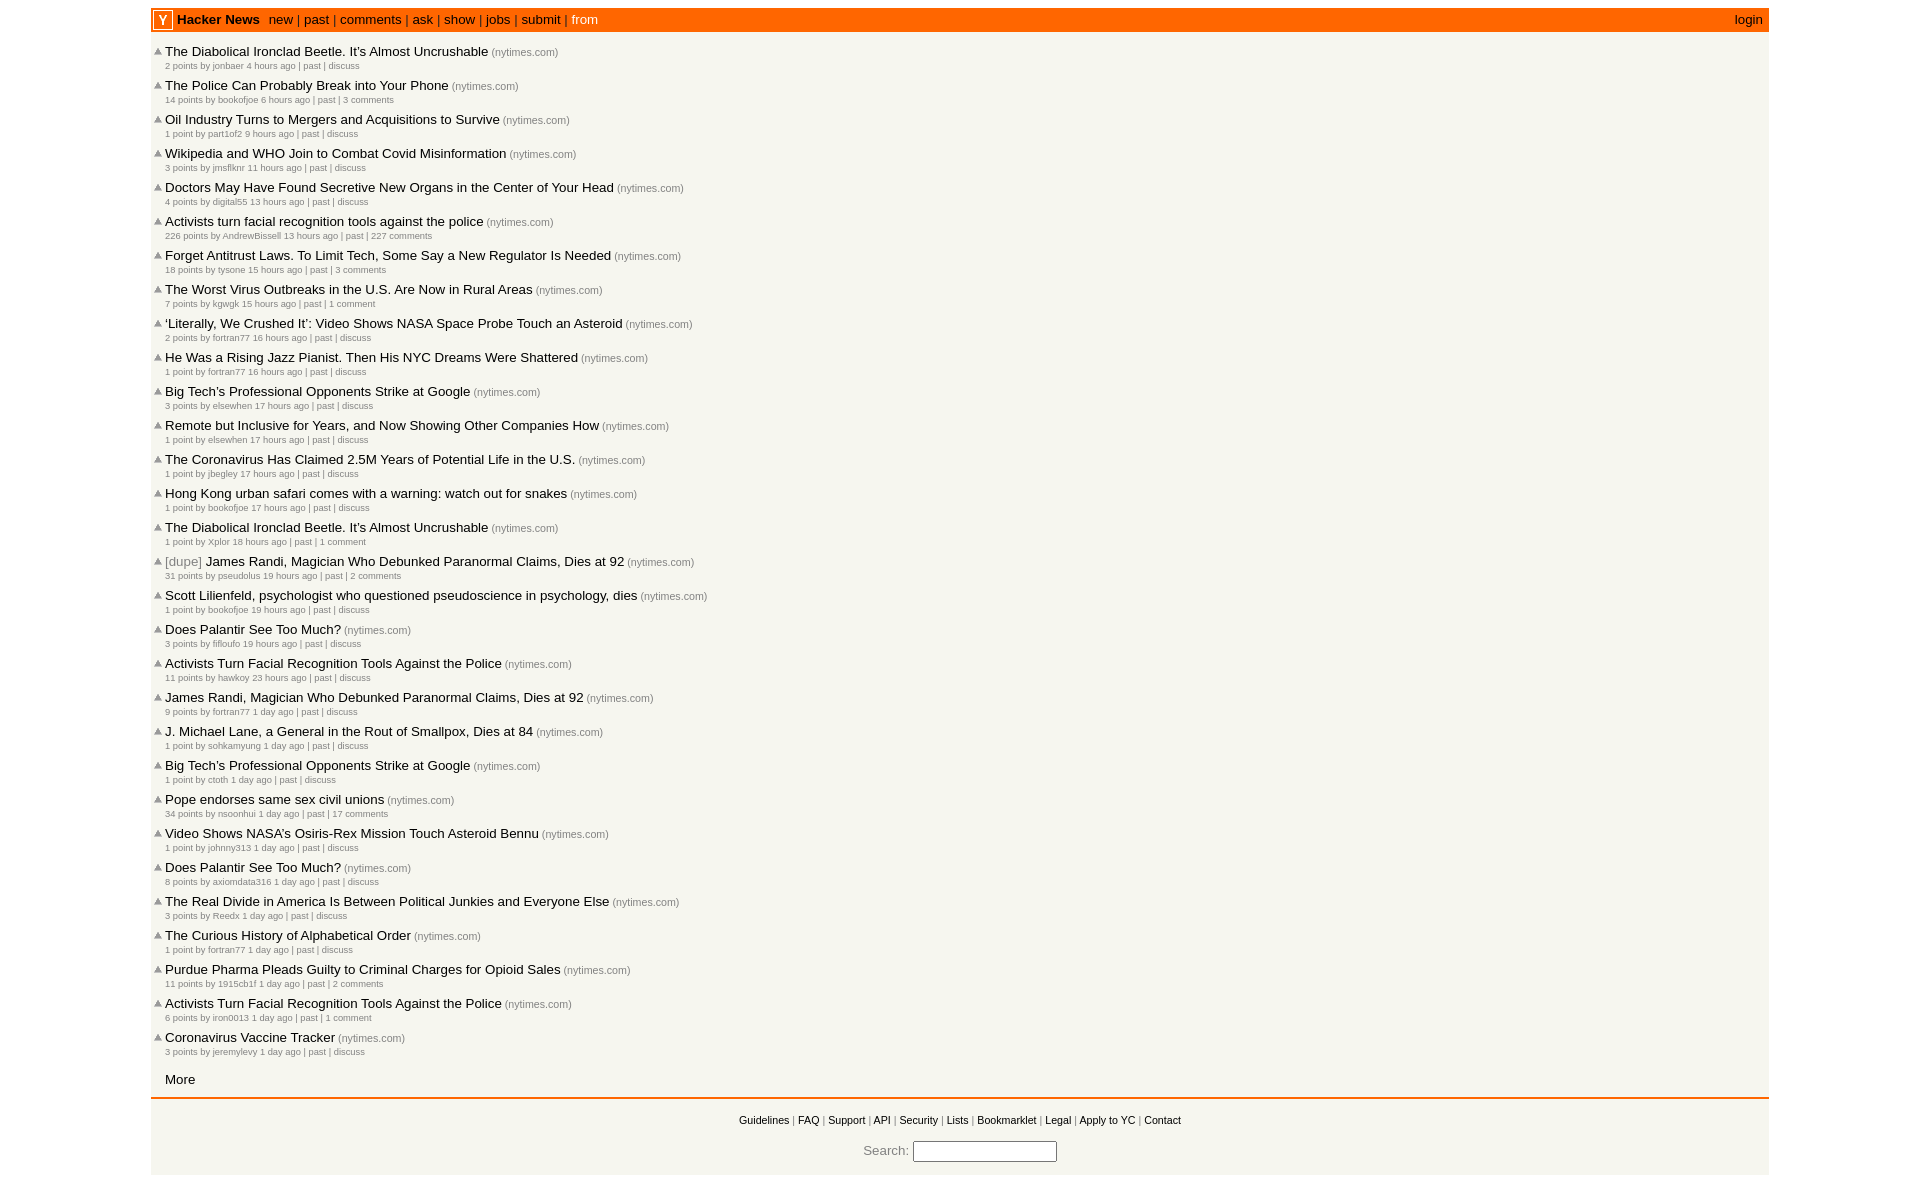 Y Hacker News new | past | comments | ask | show | jobs | submit | from login
The Diabolical Ironclad Beetle. It’s Almost Uncrushable (nytimes.com)
2 points by jonbaer 4 hours ago | past | discuss
The Police Can Probably Break into Your Phone (nytimes.com)
14 points by bookofjoe 6 hours ago | past | 3 comments
Oil Industry Turns to Mergers and Acquisitions to Survive (nytimes.com)
1 point by part1of2 9 hours ago | past | discuss
Wikipedia and WHO Join to Combat Covid Misinformation (nytimes.com)
3 points by jmsflknr 11 hours ago | past | discuss
Doctors May Have Found Secretive New Organs in the Center of Your Head (nytimes.com)
4 points by digital55 13 hours ago | past | discuss
Activists turn facial recognition tools against the police (nytimes.com)
226 points by AndrewBissell 13 hours ago | past | 227 comments
Forget Antitrust Laws. To Limit Tech, Some Say a New Regulator Is Needed (nytimes.com)
18 points by tysone 15 hours ago | past | 3 comments
The Worst Virus Outbreaks in the U.S. Are Now in Rural Areas (nytimes.com)
7 points by kgwgk 15 hours ago | past | 1 comment
‘Literally, We Crushed It’: Video Shows NASA Space Probe Touch an Asteroid (nytimes.com)
2 points by fortran77 16 hours ago | past | discuss
He Was a Rising Jazz Pianist. Then His NYC Dreams Were Shattered (nytimes.com)
1 point by fortran77 16 hours ago | past | discuss
Big Tech’s Professional Opponents Strike at Google (nytimes.com)
3 points by elsewhen 17 hours ago | past | discuss
Remote but Inclusive for Years, and Now Showing Other Companies How (nytimes.com)
1 point by elsewhen 17 hours ago | past | discuss
The Coronavirus Has Claimed 2.5M Years of Potential Life in the U.S. (nytimes.com)
1 point by jbegley 17 hours ago | past | discuss
Hong Kong urban safari comes with a warning: watch out for snakes (nytimes.com)
1 point by bookofjoe 17 hours ago | past | discuss
The Diabolical Ironclad Beetle. It’s Almost Uncrushable (nytimes.com)
1 point by Xplor 18 hours ago | past | 1 comment
[dupe] James Randi, Magician Who Debunked Paranormal Claims, Dies at 92 (nytimes.com)
31 points by pseudolus 19 hours ago | past | 2 comments
Scott Lilienfeld, psychologist who questioned pseudoscience in psychology, dies (nytimes.com)
1 point by bookofjoe 19 hours ago | past | discuss
Does Palantir See Too Much? (nytimes.com)
3 points by fifloufo 19 hours ago | past | discuss
Activists Turn Facial Recognition Tools Against the Police (nytimes.com)
11 points by hawkoy 23 hours ago | past | discuss
James Randi, Magician Who Debunked Paranormal Claims, Dies at 92 (nytimes.com)
9 points by fortran77 1 day ago | past | discuss
J. Michael Lane, a General in the Rout of Smallpox, Dies at 84 (nytimes.com)
1 point by sohkamyung 1 day ago | past | discuss
Big Tech’s Professional Opponents Strike at Google (nytimes.com)
1 point by ctoth 1 day ago | past | discuss
Pope endorses same sex civil unions (nytimes.com)
34 points by nsoonhui 1 day ago | past | 17 comments
Video Shows NASA’s Osiris-Rex Mission Touch Asteroid Bennu (nytimes.com)
1 point by johnny313 1 day ago | past | discuss
Does Palantir See Too Much? (nytimes.com)
8 points by axiomdata316 1 day ago | past | discuss
The Real Divide in America Is Between Political Junkies and Everyone Else (nytimes.com)
3 points by Reedx 1 day ago | past | discuss
The Curious History of Alphabetical Order (nytimes.com)
1 point by fortran77 1 day ago | past | discuss
Purdue Pharma Pleads Guilty to Criminal Charges for Opioid Sales (nytimes.com)
11 points by 1915cb1f 1 day ago | past | 2 comments
Activists Turn Facial Recognition Tools Against the Police (nytimes.com)
6 points by iron0013 1 day ago | past | 1 comment
Coronavirus Vaccine Tracker (nytimes.com)
3 points by jeremylevy 1 day ago | past | discuss
More
Guidelines | FAQ | Support | API | Security | Lists | Bookmarklet | Legal | Apply to YC | Contact
Search: